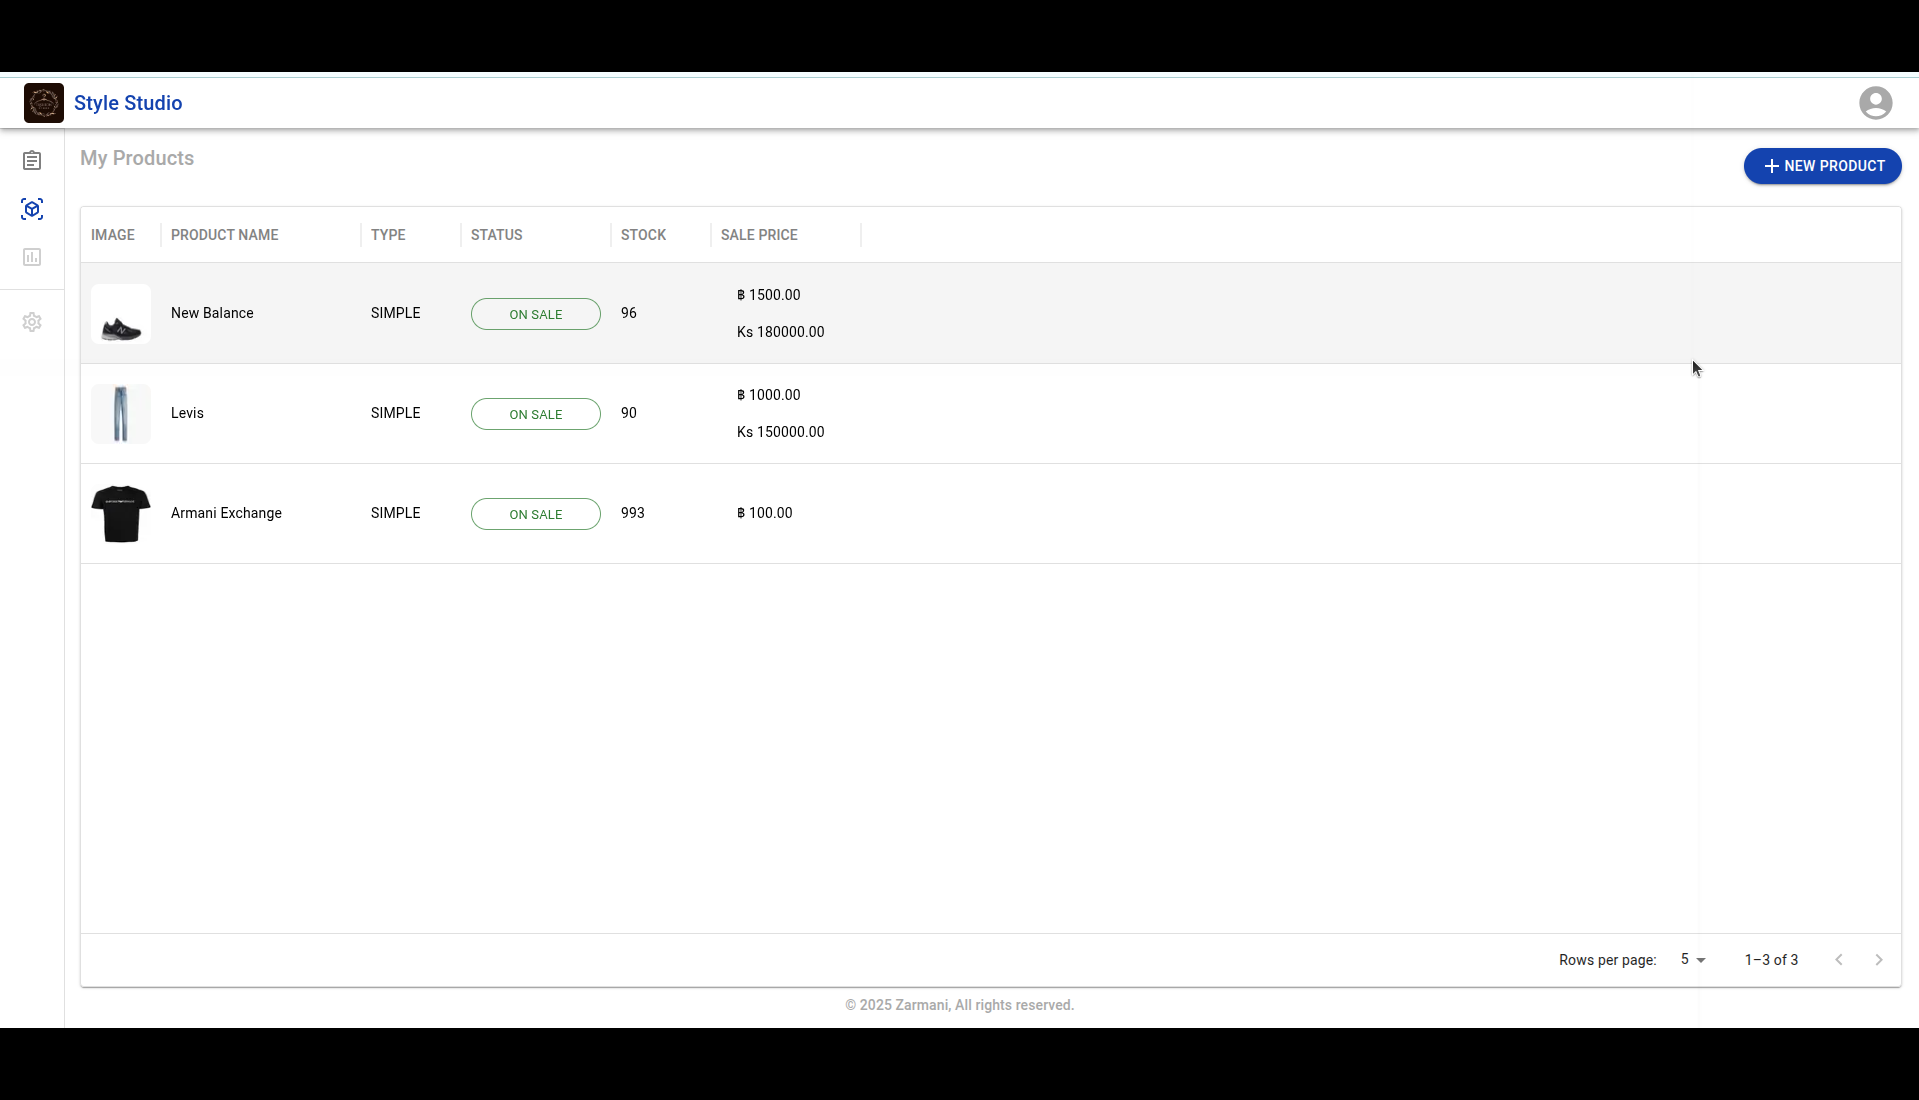 Style Studio
My Products
NEW PRODUCT
IMAGE PRODUCT NAME TYPE STATUS STOCK SALE PRICE
New Balance SIMPLE ON SALE 96
฿ 1500.00
Ks 180000.00
Levis SIMPLE ON SALE 90
฿ 1000.00
Ks 150000.00
Armani Exchange SIMPLE ON SALE 993 ฿ 100.00
Rows per page: 5 1–3 of 3
© 2025 Zarmani, All rights reserved.